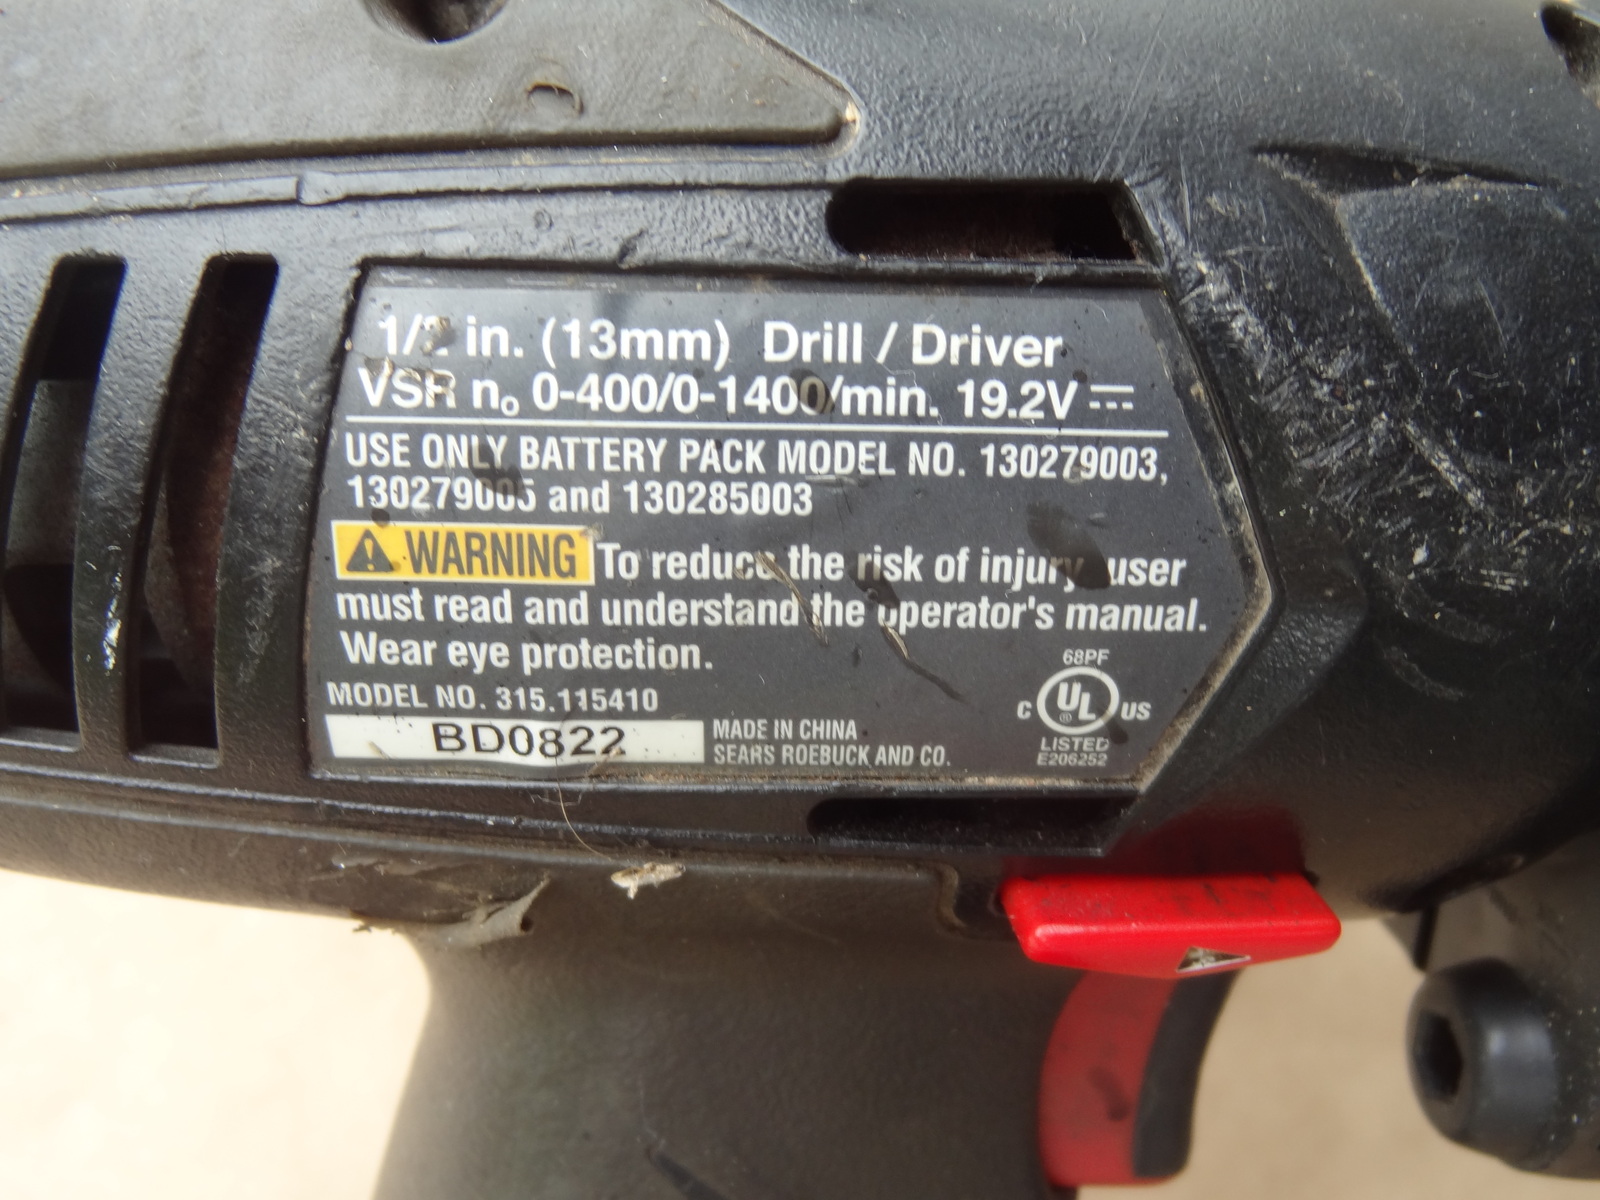 1/2 in. (13mm) Drill / Driver
VSR no 0-400/0-1400/min. 19.2V
USE ONLY BATTERY PACK MODEL NO. 130279003,
130279005 and 130285003
WARNING To reduce the risk of injury, user
must read and understand the operator's manual.
Wear eye protection.
MODEL NO. 315.115410
BD0822
MADE IN CHINA
SEARS ROEBUCK AND CO.
68PF
C UL ® US
LISTED
E206252